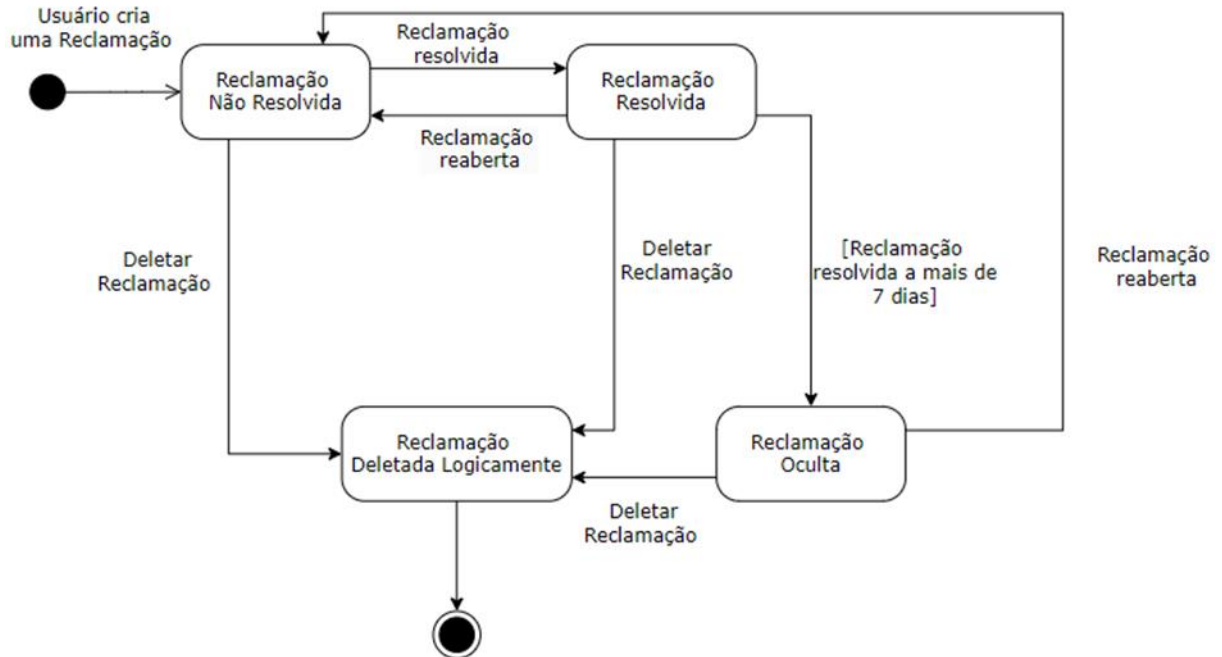 Usuário cria
uma Reclamação
Reclamação
resolvida
Reclamação
Não Resolvida
Reclamação
Resolvida
Reclamação
reaberta
Deletar
Reclamação
Deletar
Reclamação
[Reclamação
resolvida a mais de
7 dias]
Reclamação
reaberta
Reclamação
Deletada Logicamente
Reclamação
Oculta
Deletar
Reclamação